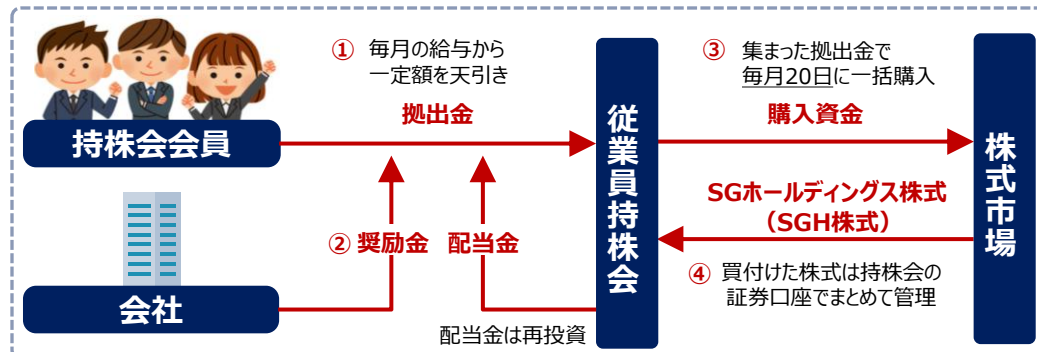 ① 毎月の給与から
一定額を天引き
拠出金
持株会会員
② 奨励金
配当金
会社
配当金は再投資
従業員持株会
③ 集まった拠出金で
毎月20日に一括購入
購入資金
SGホールディングス株式
（SGH株式）
④ 買付けた株式は持株会の
証券口座でまとめて管理
株式市場